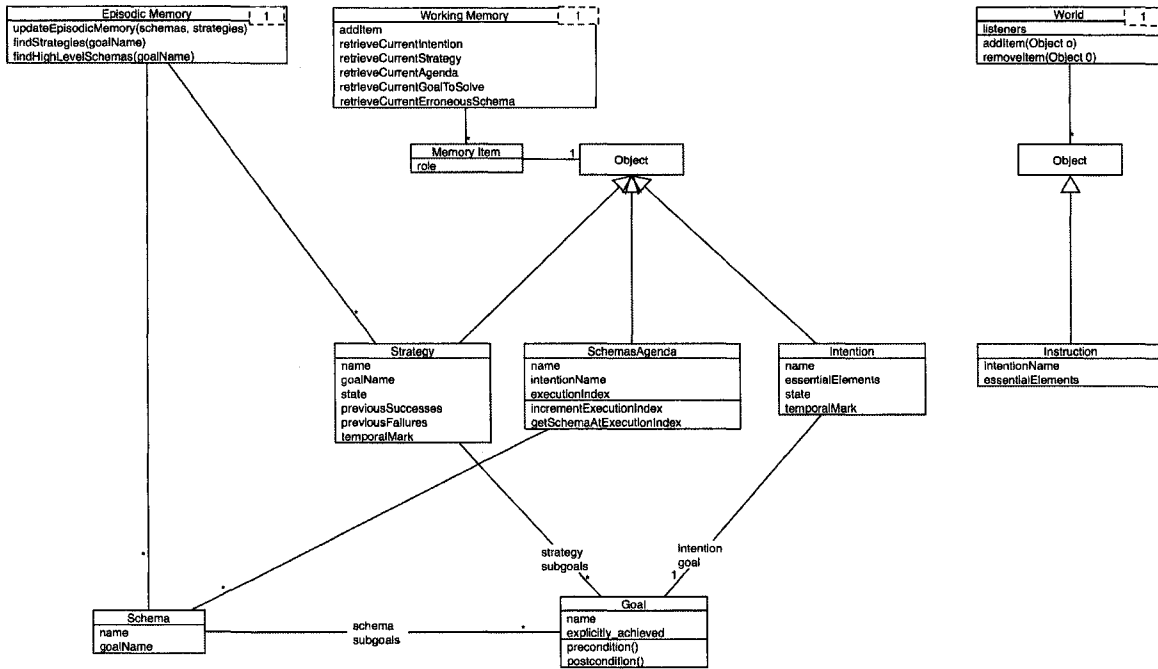 Episodic Memory
1
updateEpisodicMemory(schemas, strategies)
findStrategies(goalName)
findHighLevelSchemas(goalName)
Working Memory
1
addItem
retrieveCurrentIntention
retrieveCurrentStrategy
retrieveCurrentAgenda
retrieveCurrentGoalToSolve
retrieveCurrentErroneousSchema
World
1
listeners
addItem(Object o)
removeItem(Object 0)
*
Memory Item
role
1
Object
*
Object
*
Strategy
name
goalName
state
previousSuccesses
previousFailures
temporalMark
SchemasAgenda
name
intentionName
executionIndex
incrementExecutionIndex
getSchemaAtExecutionIndex
Intention
name
essentialElements
state
temporalMark
Instruction
intentionName
essentialElements
*
*
strategy
subgoals
*
Intention
goal
1
Schema
name
goalName
schema
subgoals
*
Goal
name
explicitly_achieved
precondition()
postcondition()